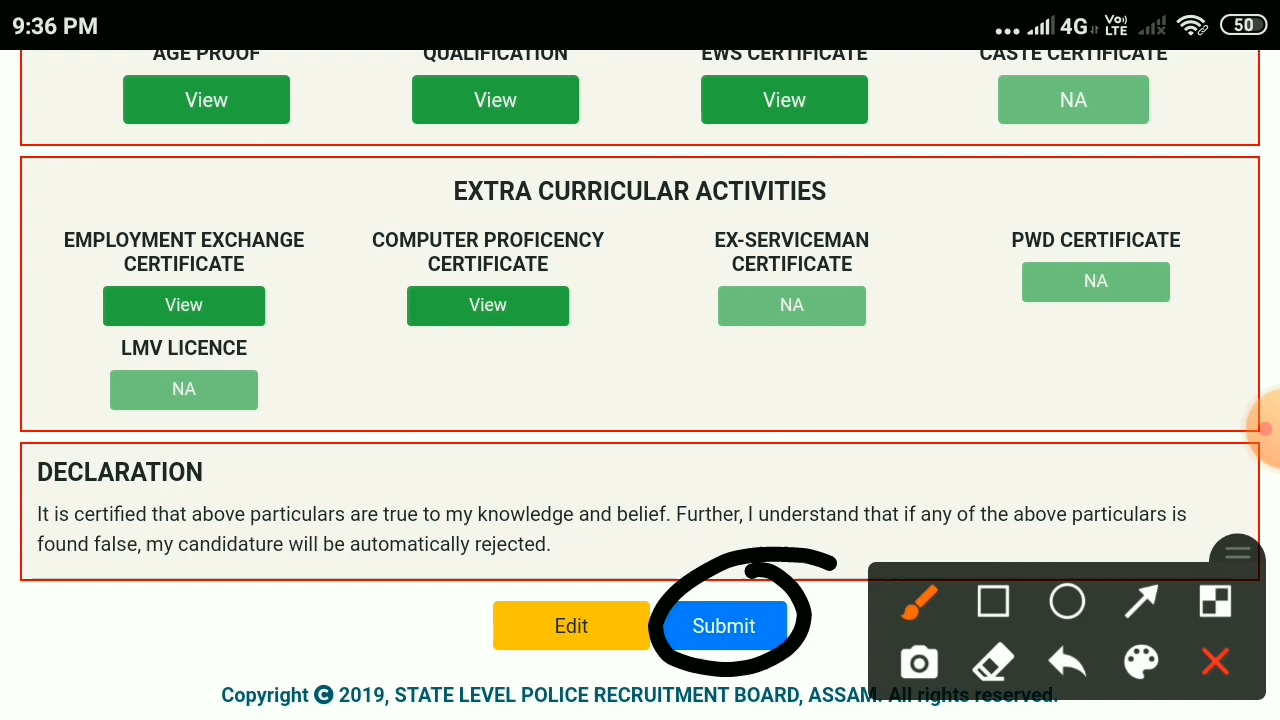 9:36 PM 4G Vo) LTE 50
AGE PROOF QUALIFICATION EWS CERTIFICATE CASTE CERTIFICATE
View View View NA
EXTRA CURRICULAR ACTIVITIES
EMPLOYMENT EXCHANGE CERTIFICATE
View
COMPUTER PROFICENCY CERTIFICATE
View
EX-SERVICEMAN CERTIFICATE
NA
PWD CERTIFICATE
NA
LMV LICENCE
NA
DECLARATION
It is certified that above particulars are true to my knowledge and belief. Further, I understand that if any of the above particulars is
found false, my candidature will be automatically rejected.
Edit Submit
Copyright © 2019, STATE LEVEL POLICE RECRUITMENT BOARD, ASSAM. All rights reserved.